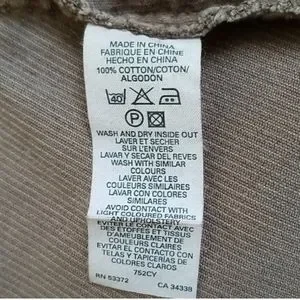 MADE IN CHINA
FABRIQUE EN CHINE
HECHO EN CHINA
100% COTTON/COTON/
ALGODÓN
40
P
WASH AND DRY INSIDE OUT
LAVER ET SECHER
SUR L'ENVERS
LAVAR Y SECAR DEL REVES
WASH WITH SIMILAR
COLOURS
LAVER AVEC LES
COULEURS SIMILAIRES
LAVAR CON COLORES
SIMILARES
AVOID CONTACT WITH
LIGHT COLOURED FABRICS
AND UPHOLSTERY
EVITER LE CONTACT AVEC
DES ETOFFES ET TISSUS
D'AMEUBLEMENT DE
COULEURS CLAIRES
EVITAR EL CONTACTO CON
TELAS Y TAPICERIAS DE
COLORES CLAROS
752CY
RN 53372 CA 34338